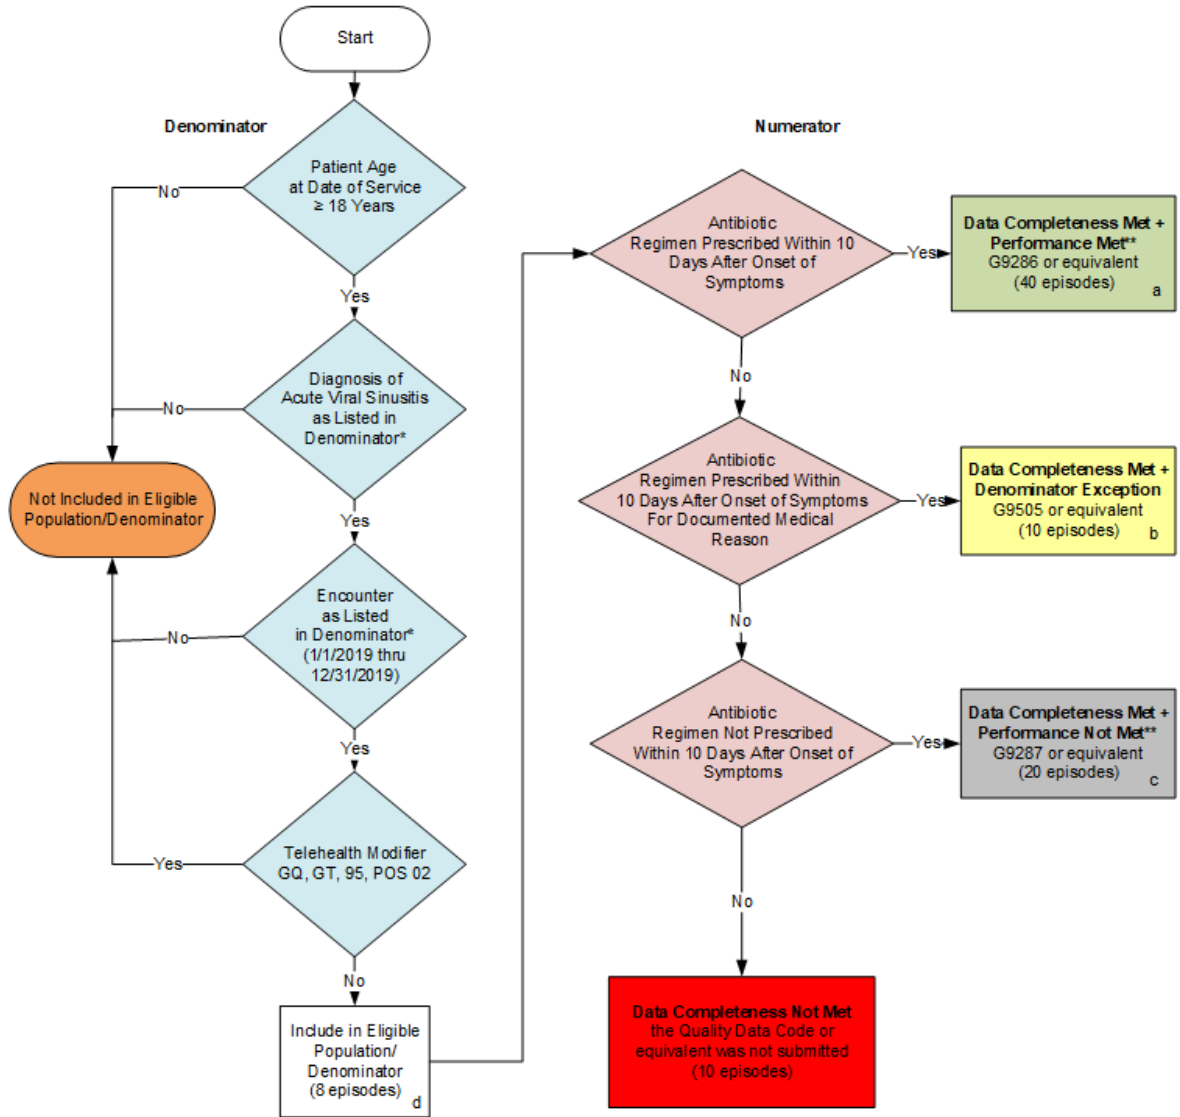 Start
Denominator
Patient Age
at Date of Service
≥ 18 Years
No
Yes
Diagnosis of
Acute Viral Sinusitis
as Listed in
Denominator*
No
Not Included in Eligible
Population/Denominator
Yes
Encounter
as Listed
in Denominator*
(1/1/2019 thru
12/31/2019)
No
Yes
Telehealth Modifier
GQ, GT, 95, POS 02
Yes
No
Include in Eligible
Population/
Denominator
(8 episodes)
d
Numerator
Antibiotic
Regimen Prescribed Within 10
Days After Onset of
Symptoms
Yes
Data Completeness Met +
Performance Met**
G9286 or equivalent
(40 episodes)
a
No
Antibiotic
Regimen Prescribed Within
10 Days After Onset of Symptoms
For Documented Medical
Reason
Yes
Data Completeness Met +
Denominator Exception
G9505 or equivalent
(10 episodes)
b
No
Antibiotic
Regimen Not Prescribed
Within 10 Days After Onset of
Symptoms
Yes
Data Completeness Met +
Performance Not Met**
G9287 or equivalent
(20 episodes)
c
No
Data Completeness Not Met
the Quality Data Code or
equivalent was not submitted
(10 episodes)